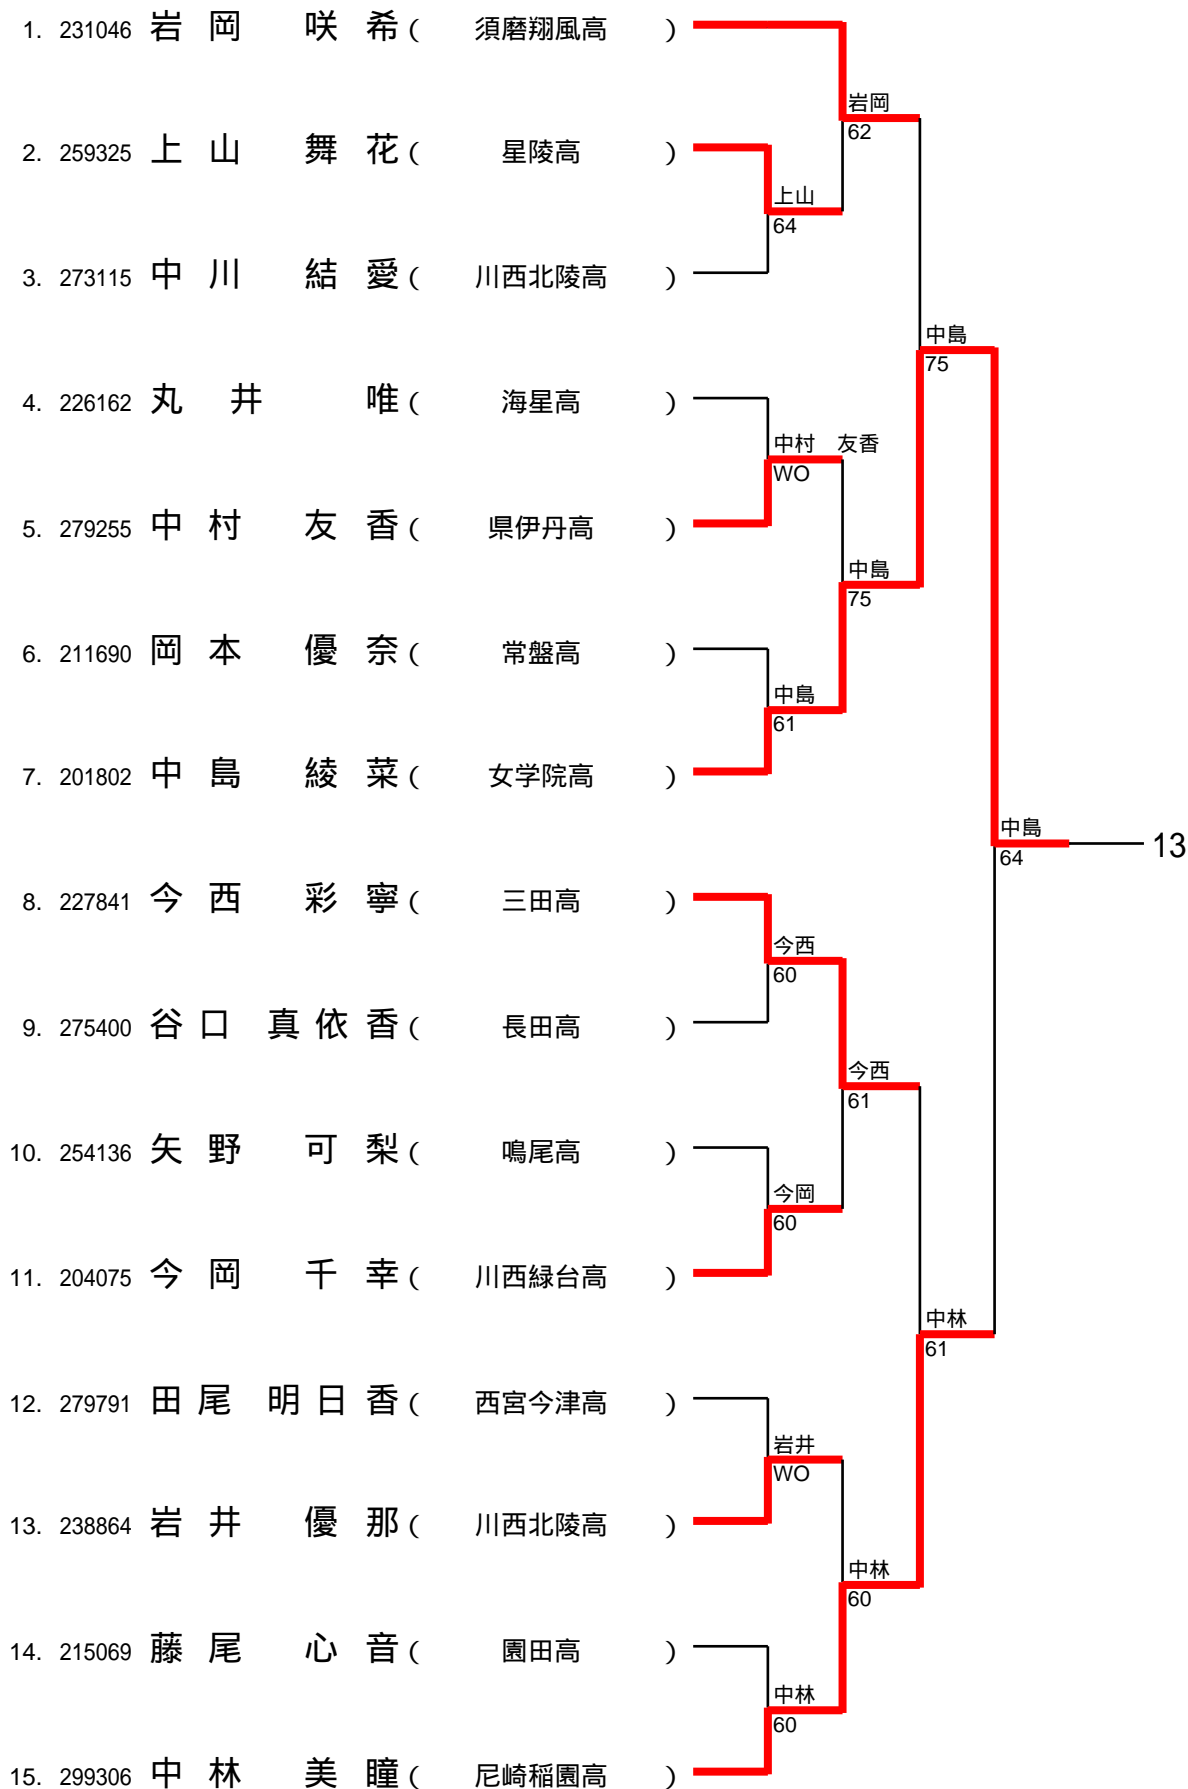 1. 231046 岩岡 咲希 ( 須磨翔風高 )
岩岡
62
2. 259325 上山 舞花 ( 星陵高 )
上山
64
3. 273115 中川 結愛 ( 川西北陵高 )
中島
75
4. 226162 丸井 唯 ( 海星高 )
中村 友香
WO
5. 279255 中村 友香 ( 県伊丹高 )
中島
75
6. 211690 岡本 優奈 ( 常盤高 )
中島
61
7. 201802 中島 綾菜 ( 女学院高 )
中島
64
13
8. 227841 今西 彩寧 ( 三田高 )
今西
60
9. 275400 谷口 真依香 ( 長田高 )
今西
61
10. 254136 矢野 可梨 ( 鳴尾高 )
今岡
60
11. 204075 今岡 千幸 ( 川西緑台高 )
中林
61
12. 279791 田尾 明日香 ( 西宮今津高 )
岩井
WO
13. 238864 岩井 優那 ( 川西北陵高 )
中林
60
14. 215069 藤尾 心音 ( 園田高 )
中林
60
15. 299306 中林 美瞳 ( 尼崎稲園高 )